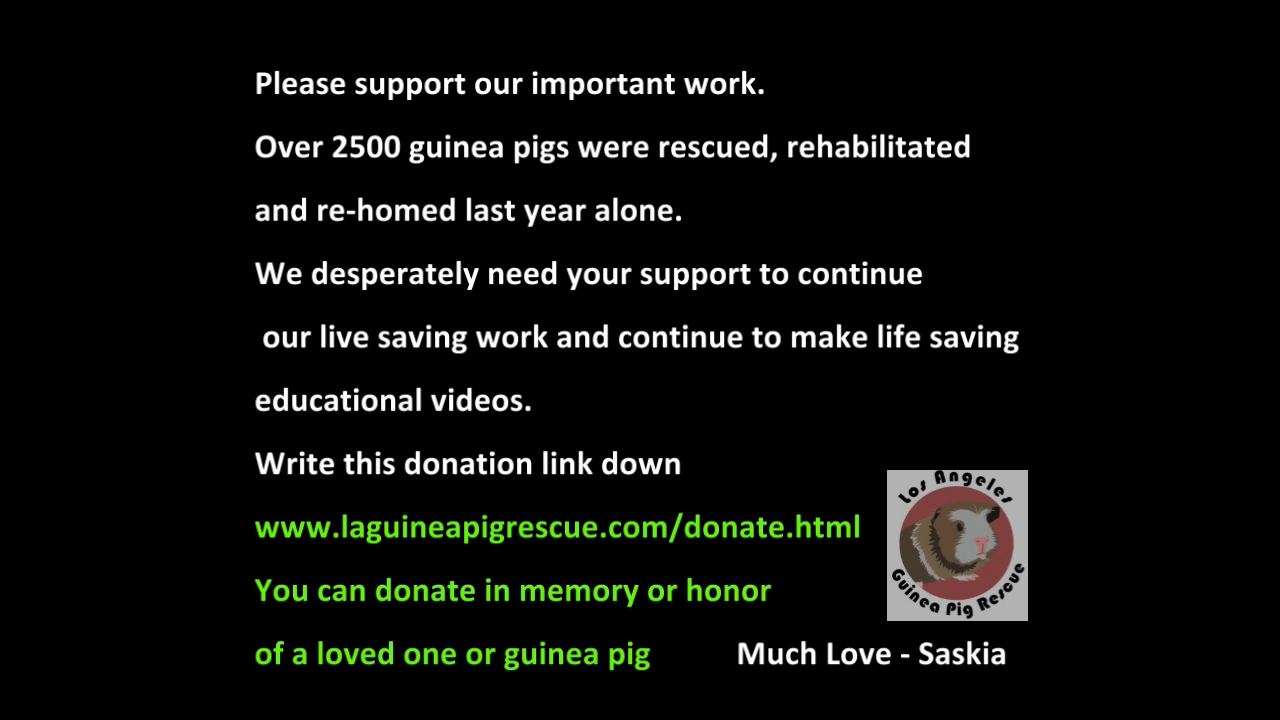 Please support our important work.
Over 2500 guinea pigs were rescued, rehabilitated
and re-homed last year alone.
We desperately need your support to continue
our live saving work and continue to make life saving
educational videos.
Write this donation link down
www.laguineapigrescue.com/donate.html
Los Angeles
Guinea Pig Rescue
You can donate in memory or honor
of a loved one or guinea pig
Much Love - Saskia